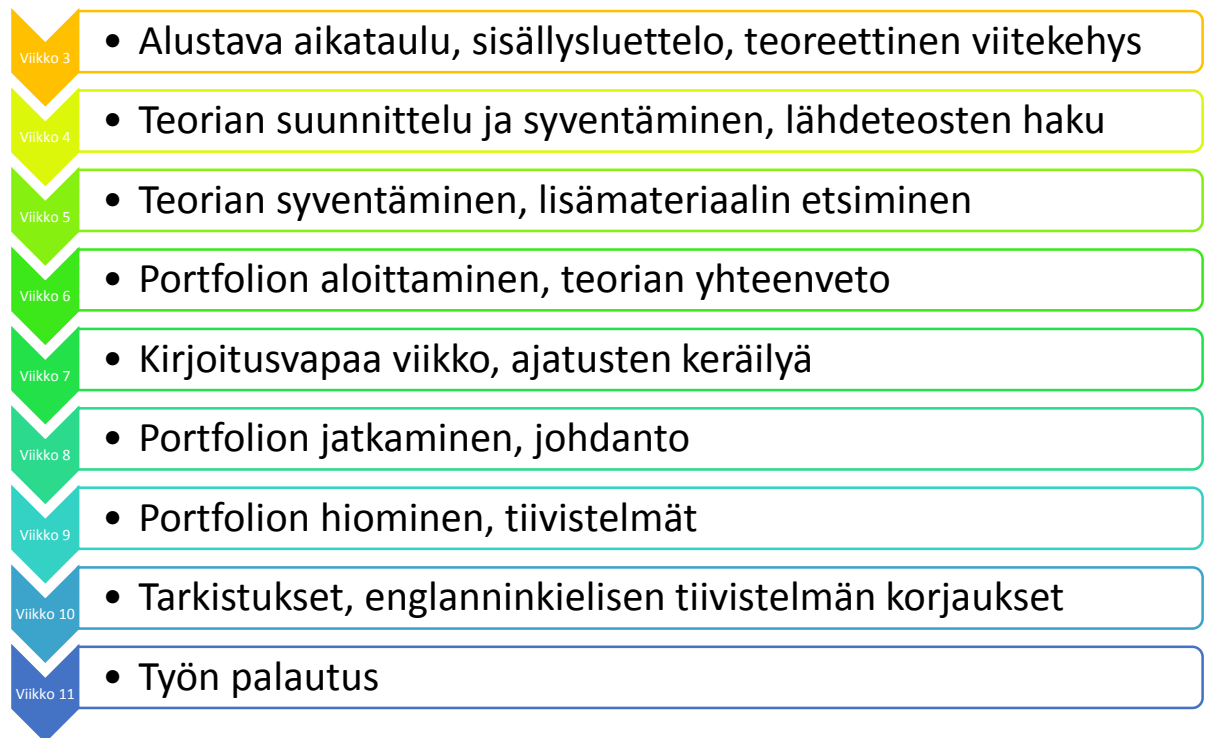 Viikko 3
• Alustava aikataulu, sisällysluettelo, teoreettinen viitekehys
Viikko 4
• Teorian suunnittelu ja syventäminen, lähdeteosten haku
Viikko 5
• Teorian syventäminen, lisämateriaalin etsiminen
Viikko 6
• Portfolion aloittaminen, teorian yhteenveto
Viikko 7
• Kirjoitusvapaa viikko, ajatusten keräilyä
Viikko 8
• Portfolion jatkaminen, johdanto
Viikko 9
• Portfolion hiominen, tiivistelmät
Viikko 10
• Tarkistukset, englanninkielisen tiivistelmän korjaukset
Viikko 11
• Työn palautus